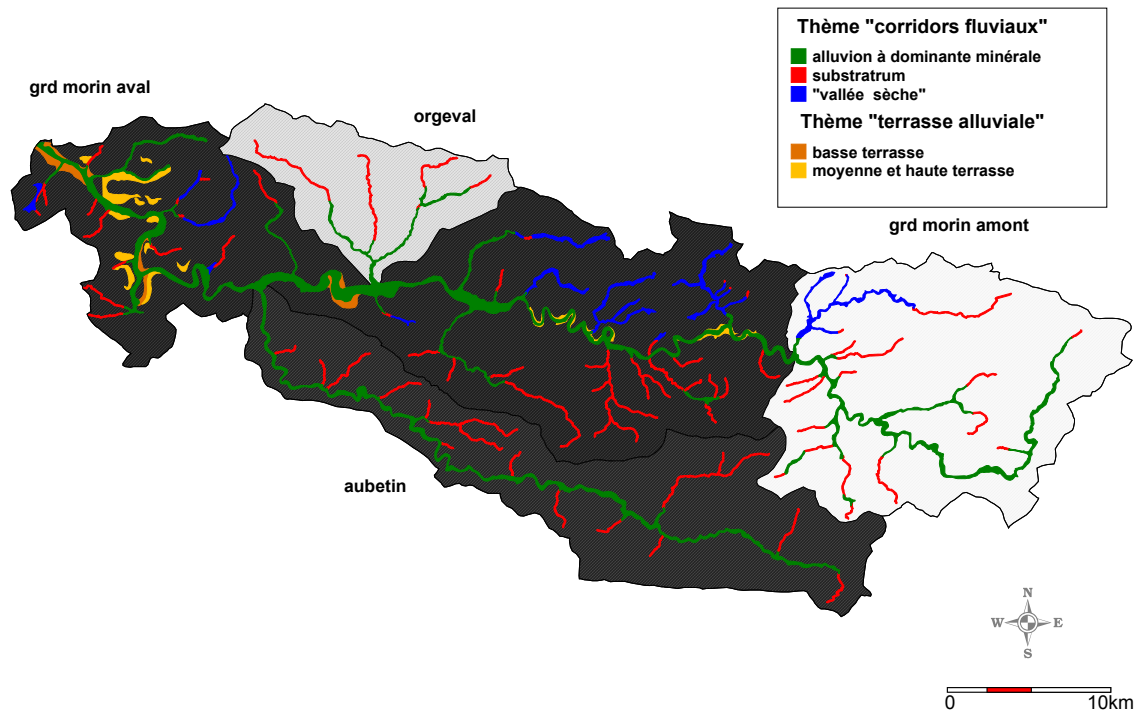 Thème "corridors fluviaux"
alluvion à dominante minérale
substratrum
"vallée sèche"
Thème "terrasse alluviale"
basse terrasse
moyenne et haute terrasse
grd morin aval
orgeval
grd morin amont
aubetin
N
W E
S
0 10km